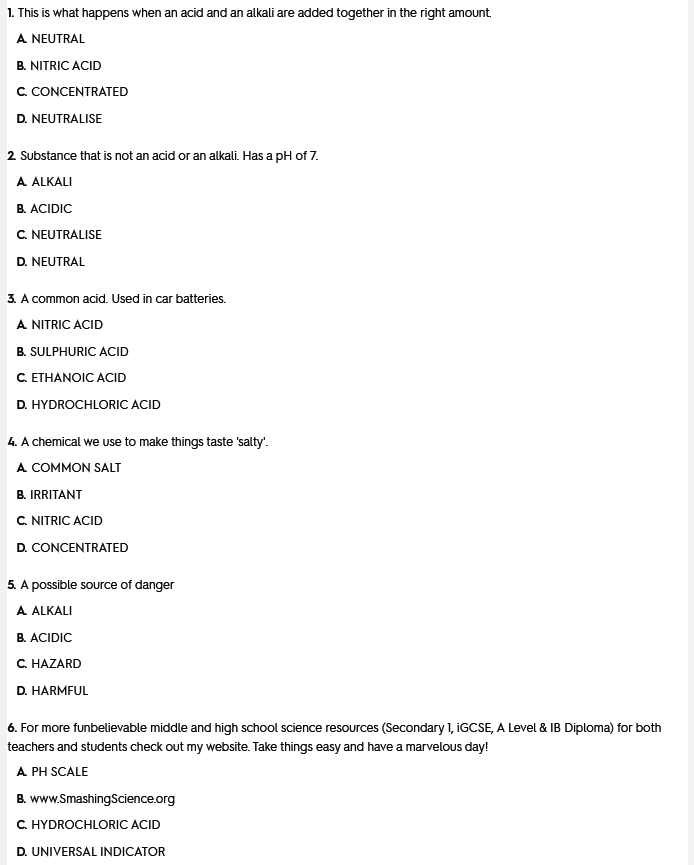 1. This is what happens when an acid and an alkali are added together in the right amount.
A. NEUTRAL
B. NITRIC ACID
C. CONCENTRATED
D. NEUTRALISE
2. Substance that is not an acid or an alkali. Has a pH of 7.
A. ALKALI
B. ACIDIC
C. NEUTRALISE
D. NEUTRAL
3. A common acid. Used in car batteries.
A. NITRIC ACID
B. SULPHURIC ACID
C. ETHANOIC ACID
D. HYDROCHLORIC ACID
4. A chemical we use to make things taste 'salty'.
A. COMMON SALT
B. IRRITANT
C. NITRIC ACID
D. CONCENTRATED
5. A possible source of danger
A. ALKALI
B. ACIDIC
C. HAZARD
D. HARMFUL
6. For more funbelievable middle and high school science resources (Secondary 1, iGCSE, A Level & IB Diploma) for both
teachers and students check out my website. Take things easy and have a marvelous day!
A. PH SCALE
B. www.SmashingScience.org
C. HYDROCHLORIC ACID
D. UNIVERSAL INDICATOR